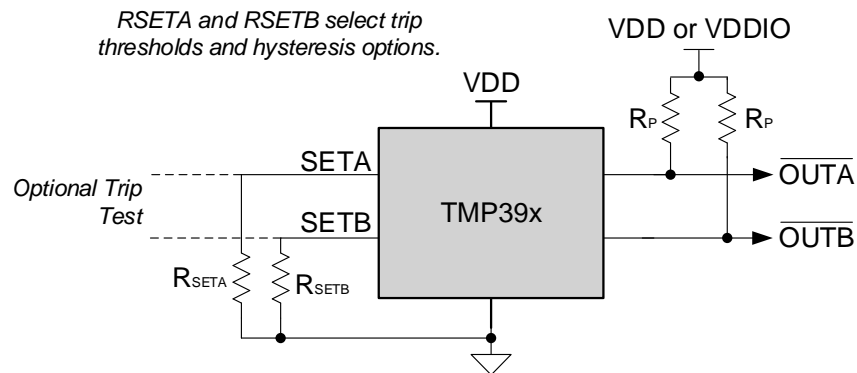 RSETA and RSETB select trip
thresholds and hysteresis options.
VDD or VDDIO
VDD
RP
RP
SETA
OUTA
Optional Trip
Test
TMP39x
SETB
OUTB
RSETA
RSETB